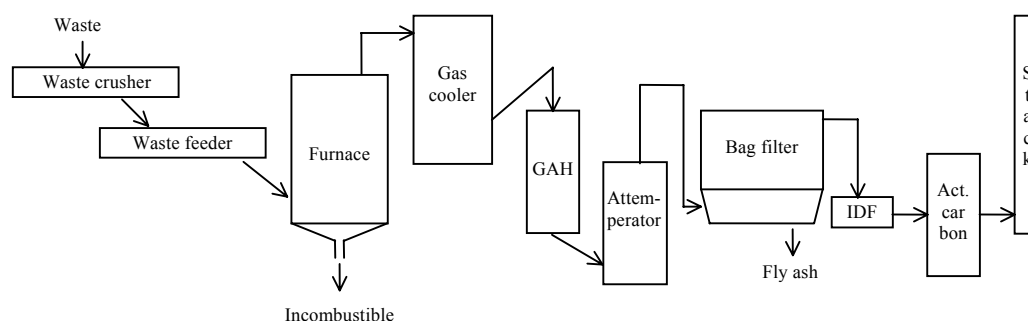 Waste
Waste crusher
Waste feeder
Furnace
Incombustible
Gas
cooler
GAH
Attem-
perator
Bag filter
Fly ash
IDF
Act.
car
bon
S
t
a
c
k